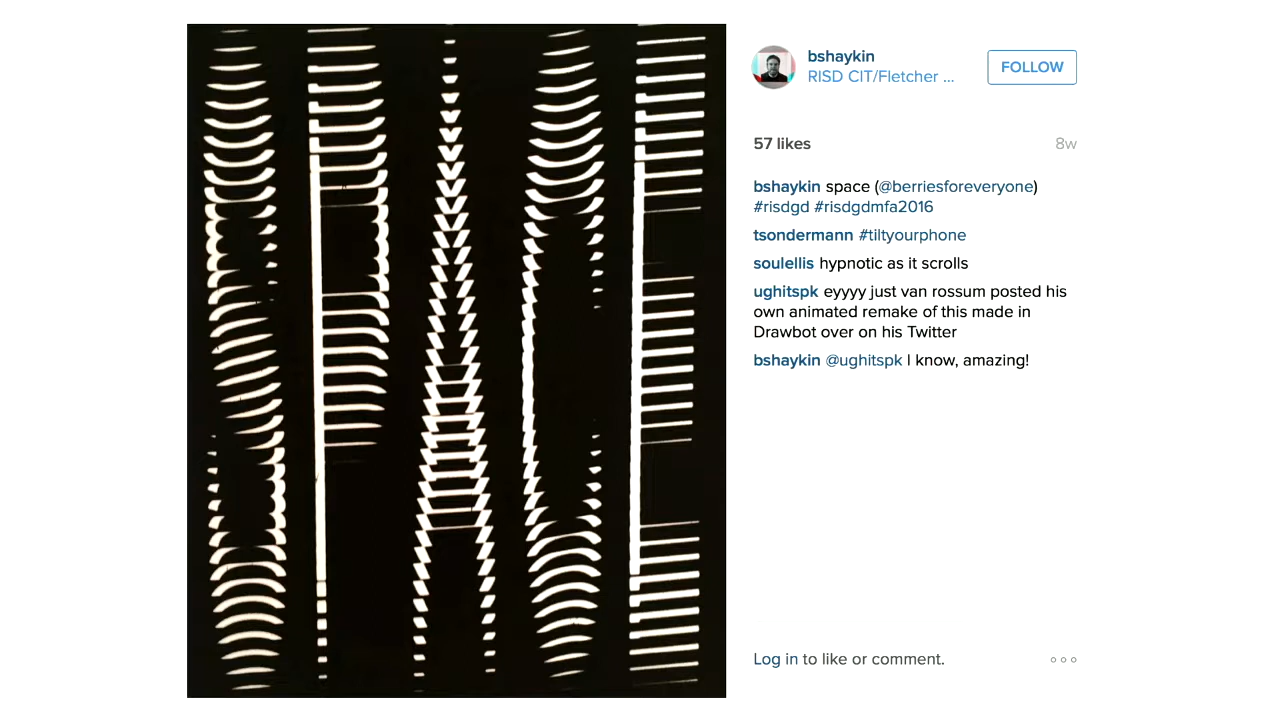 SPACE
bshaykin
RISD CIT/Fletcher ...
FOLLOW
57 likes
8w
bshaykin space (@berriesforeveryone)
#risdgd #risdgdmfa2016
tsondermann #tiltyourphone
soulellis hypnotic as it scrolls
ughitspk eyyyy just van rossum posted his
own animated remake of this made in
Drawbot over on his Twitter
bshaykin @ughitspk I know, amazing!
Log in to like or comment.